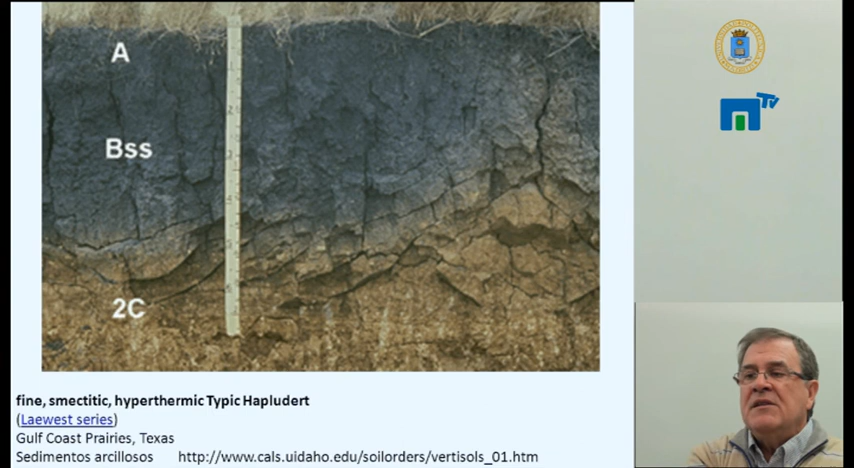 A
Bss
2C
fine, smectitic, hyperthermic Typic Hapludert
(Laewest series)
Gulf Coast Prairies, Texas
Sedimentos arcillosos http://www.cals.uidaho.edu/soilorders/vertisols_01.htm
TV